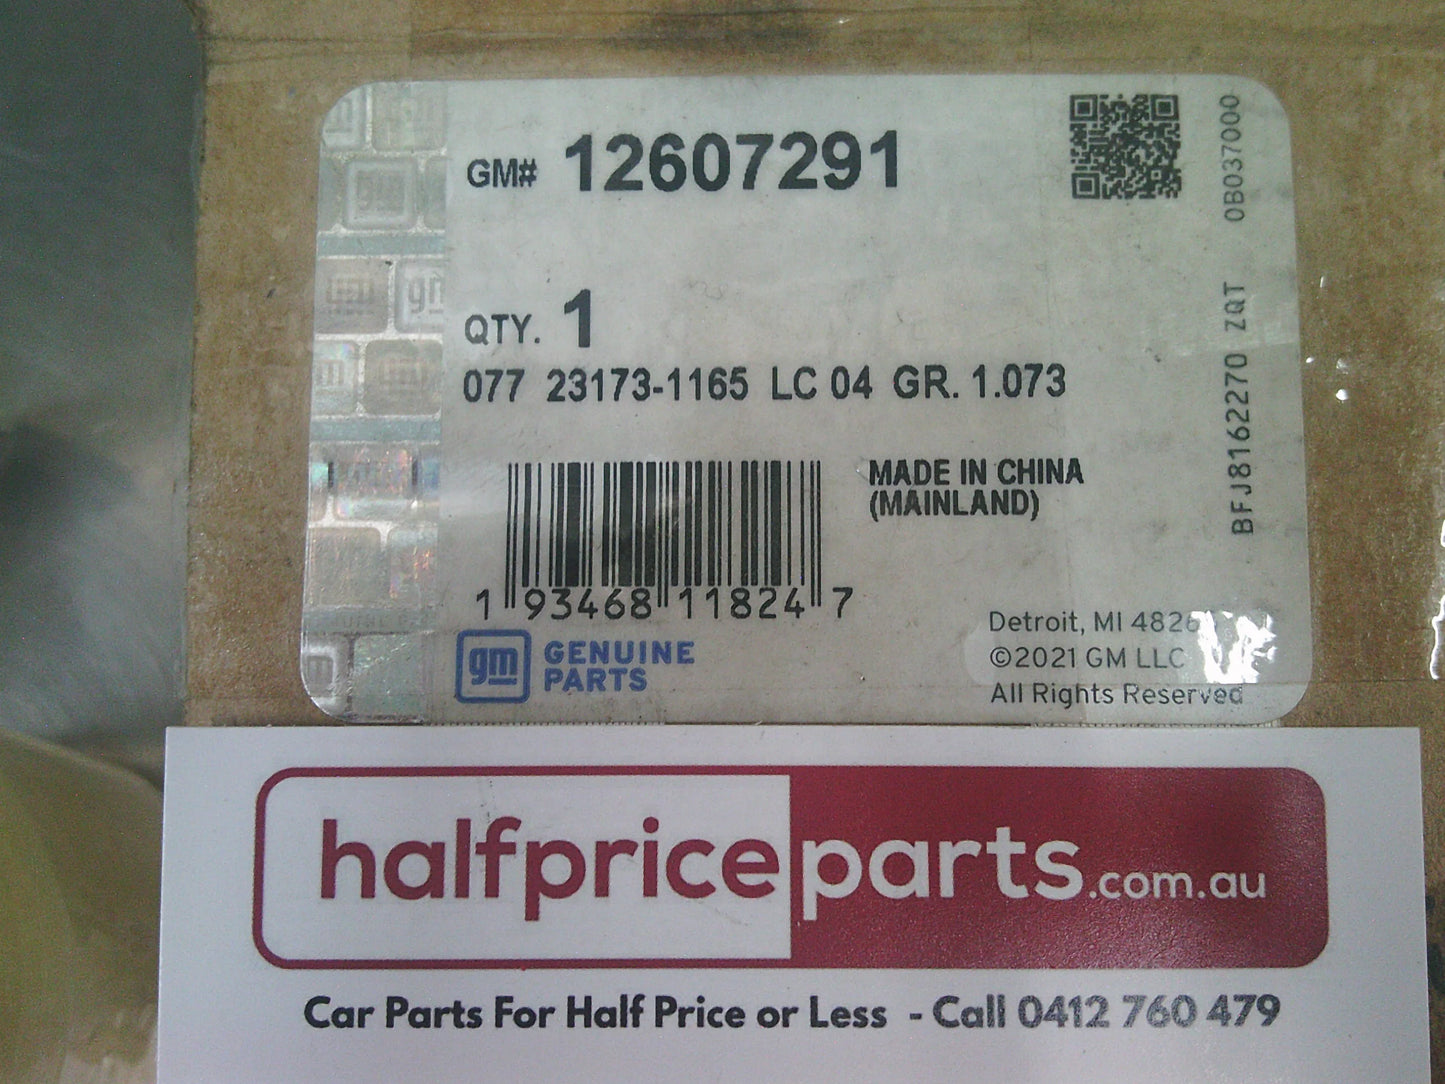 GM# 12607291
QTY. 1
077 23173-1165 LC 04 GR. 1.073
MADE IN CHINA
(MAINLAND)
1 93468 11824 7
gm GENUINE
PARTS
Detroit, MI
©2021 GM LLC
All Rights Reserved
BFJ8162270 ZQT 0B037000
halfpriceparts.com.au
Car Parts For Half Price or Less - Call 0412 760 479